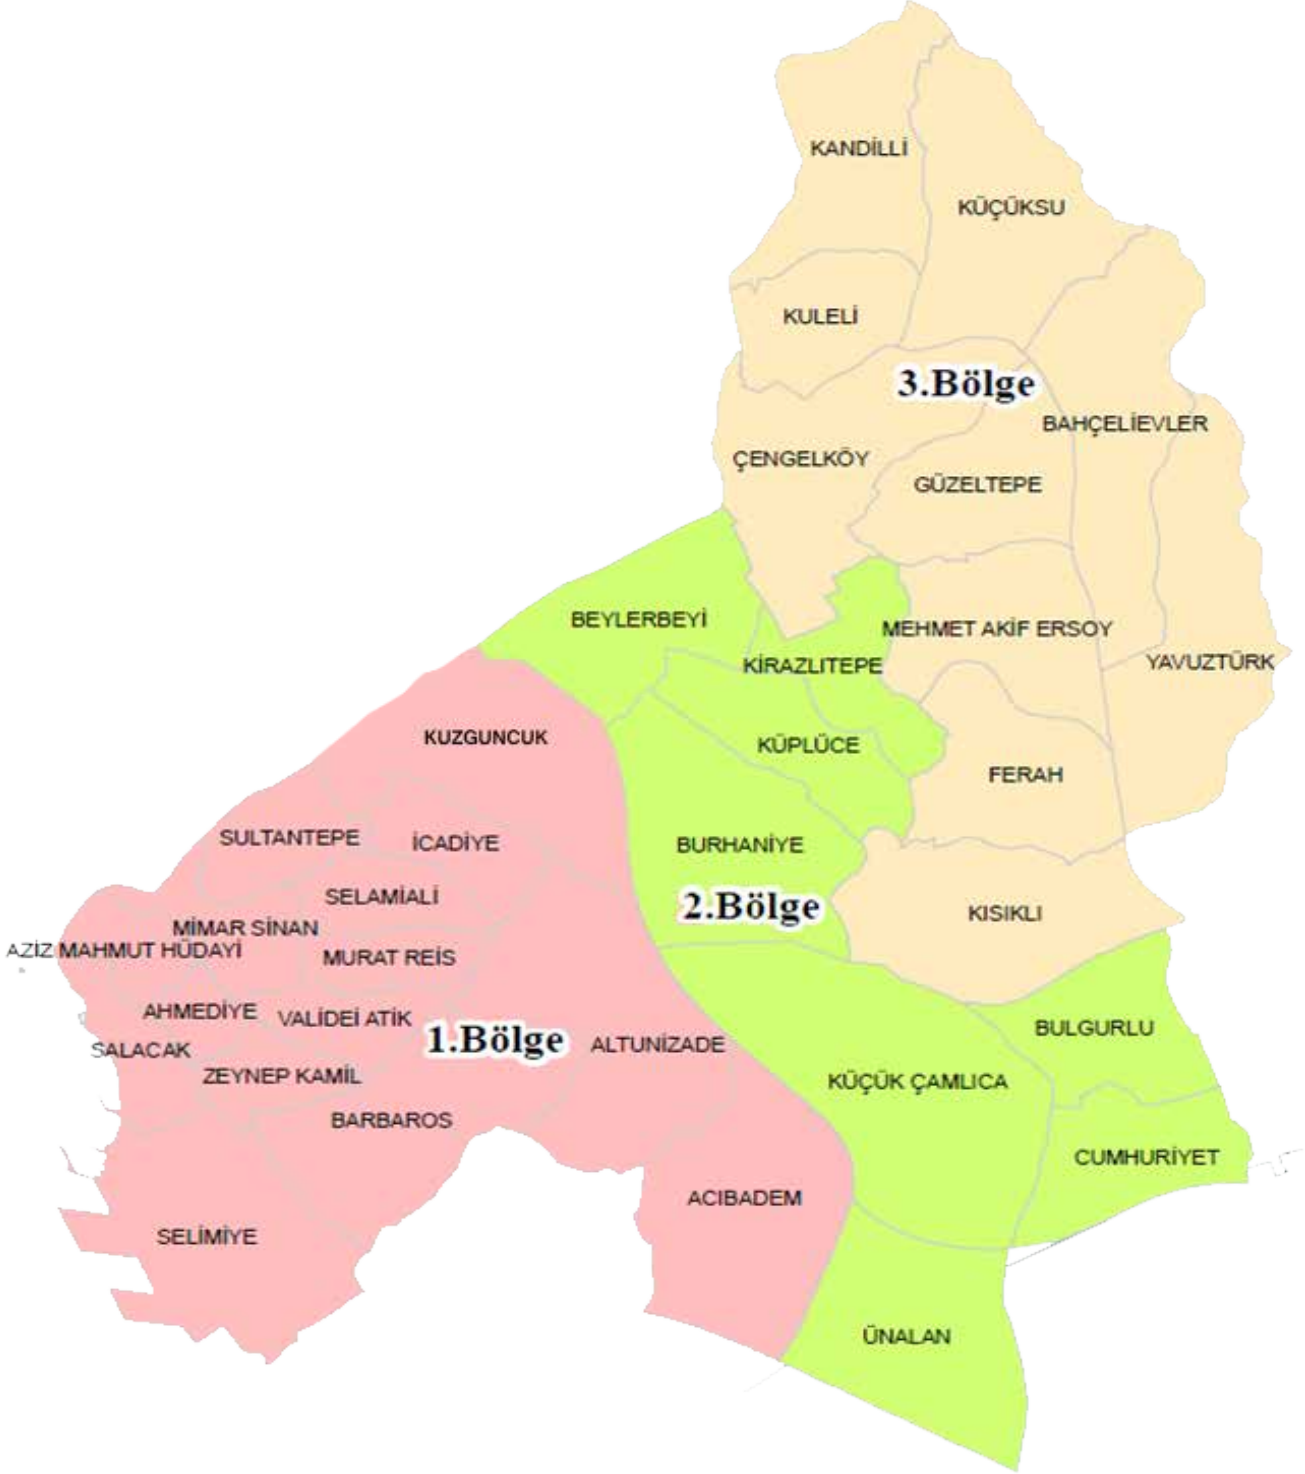 KANDİLLİ
KÜÇÜKSU
KULELİ
3.Bölge
BAHÇELİEVLER
ÇENGELKÖY
GÜZELTEPE
BEYLERBEYİ
MEHMET AKİF ERSOY
KİRAZLITEPE
YAVUZTÜRK
KUZGUNCUK
KÜPLÜCE
FERAH
SULTANTEPE
İCADİYE
BURHANİYE
SELAMİALİ
2.Bölge
KISIKLI
MİMAR SİNAN
AZİZ MAHMUT HÜDAYİ
MURAT REİS
AHMEDİYE
VALİDEİ ATİK
1.Bölge
ALTUNİZADE
BULGURLU
SALACAK
ZEYNEP KAMİL
KÜÇÜK ÇAMLICA
BARBAROS
CUMHURİYET
ACIBADEM
SELİMİYE
ÜNALAN